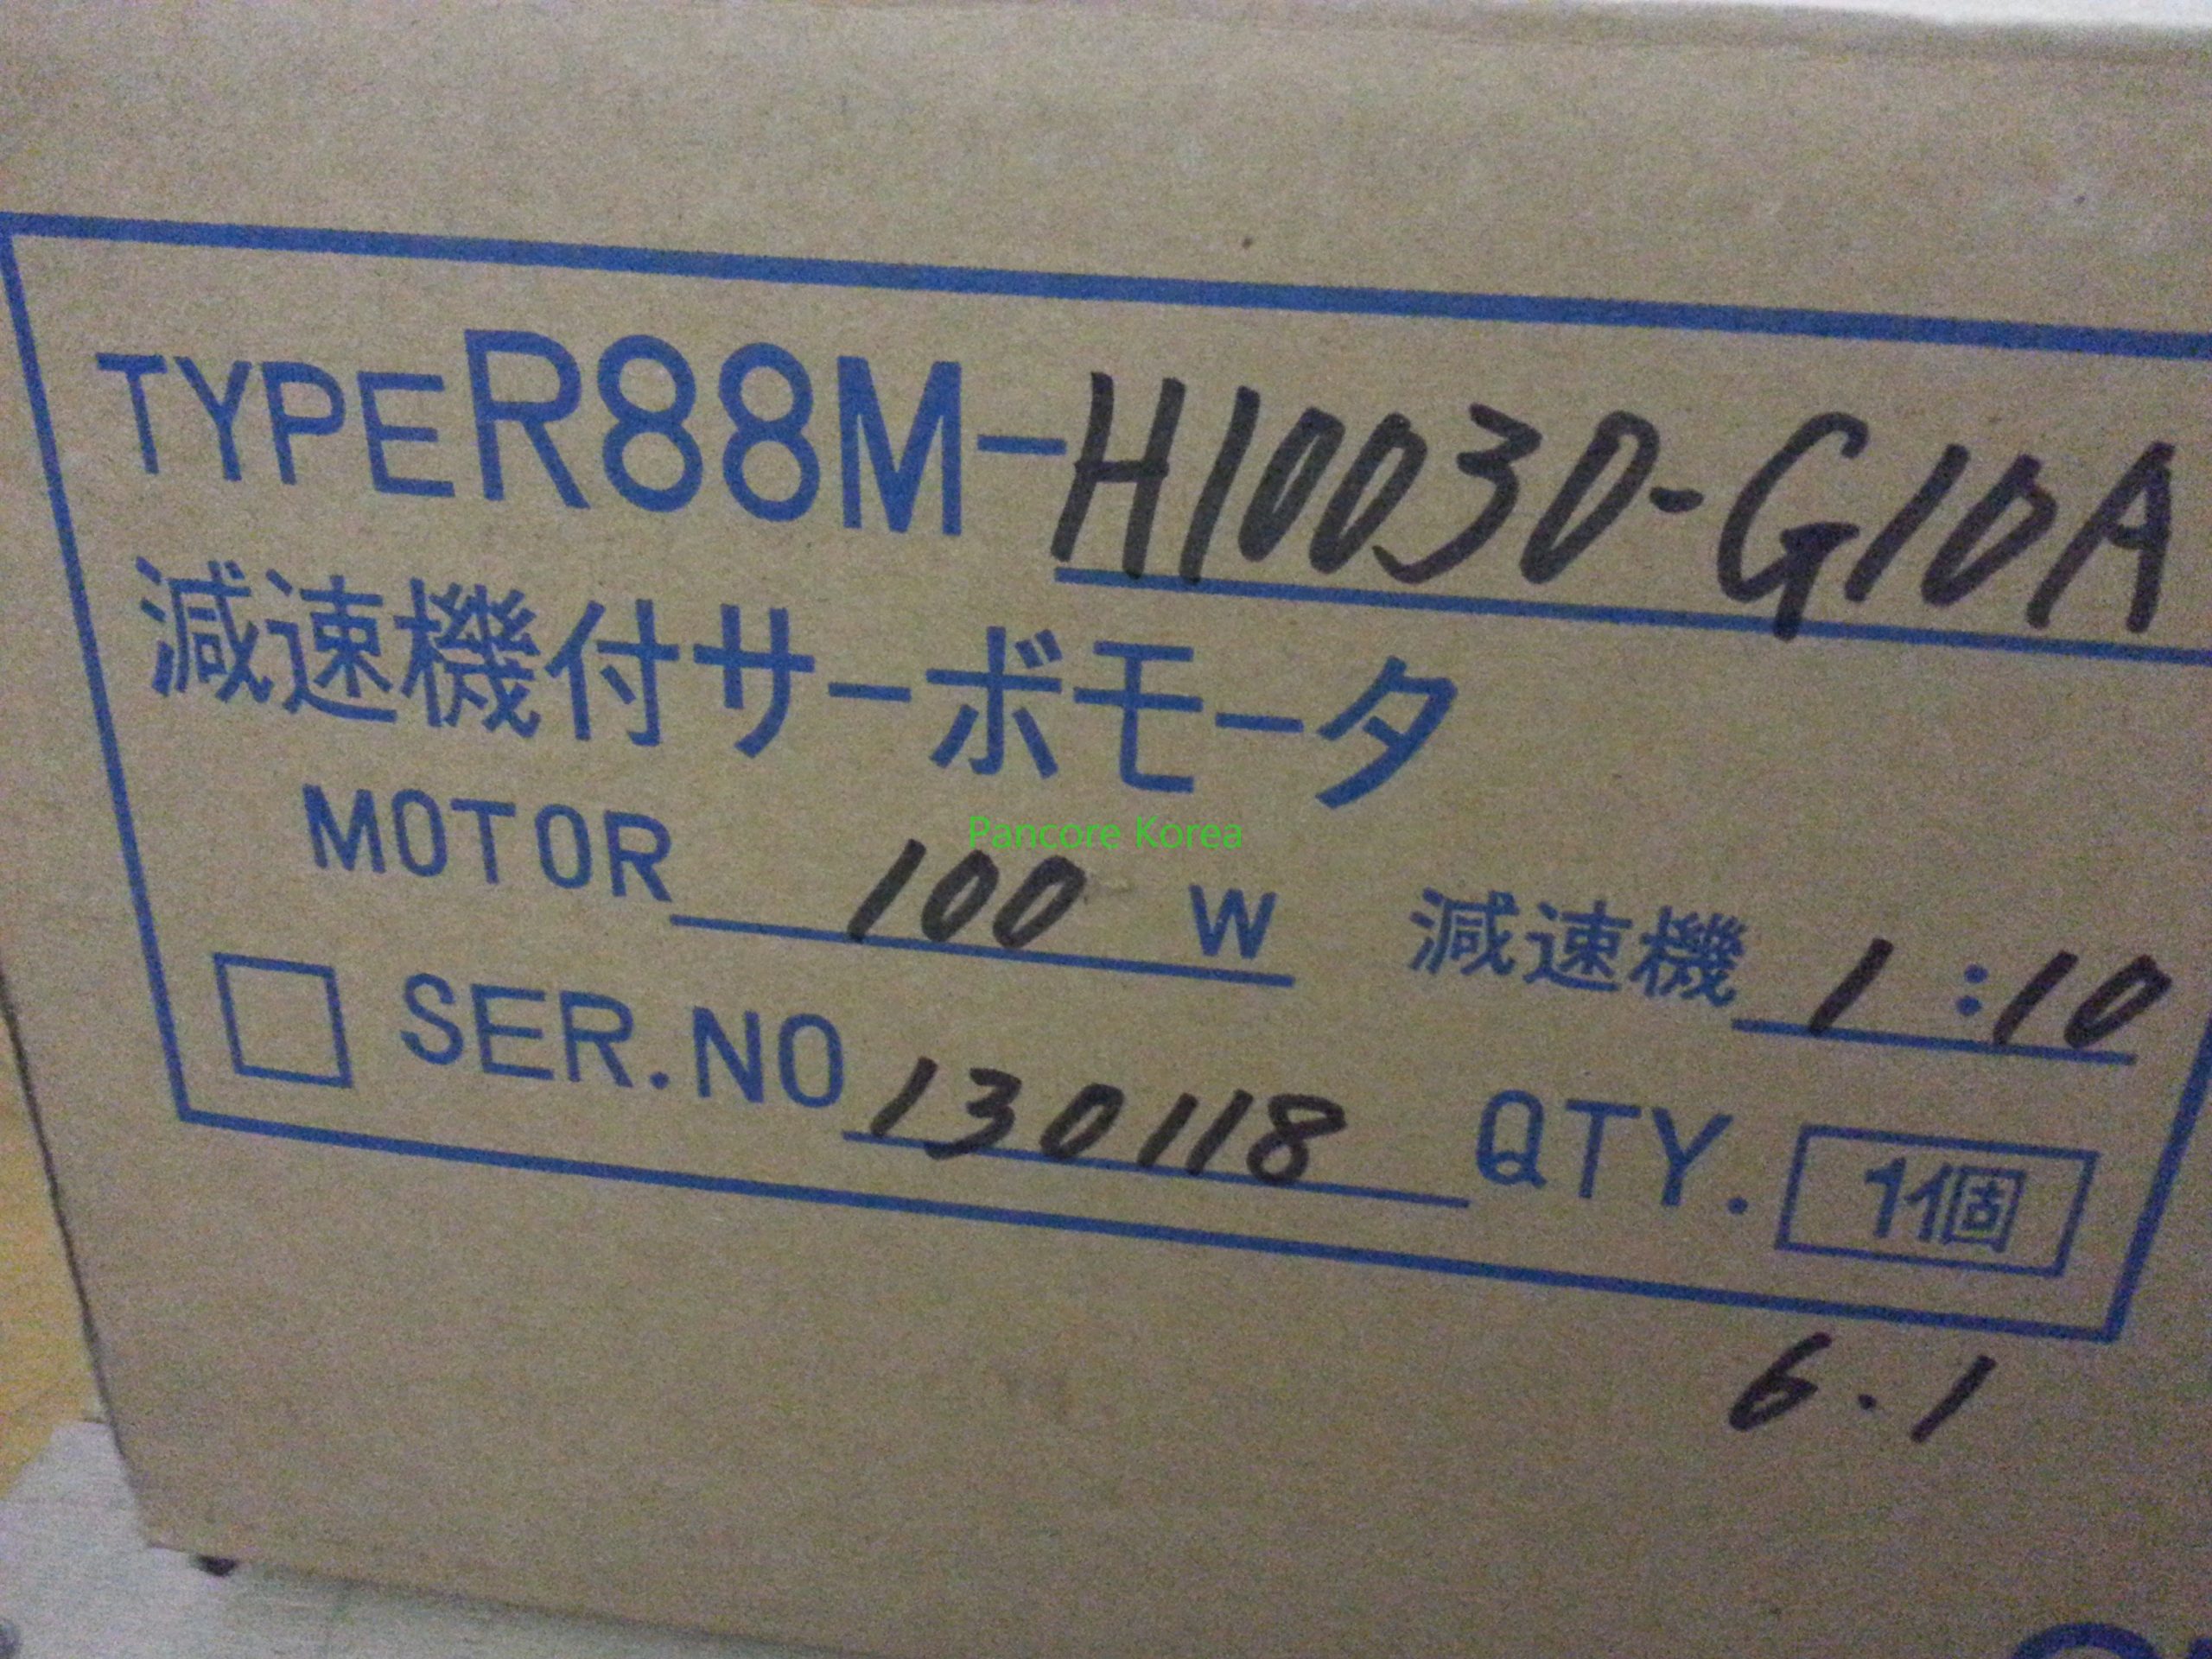 TYPE R88M-H10030-G10A
減速機付サーボモータ
Pancore Korea
MOTOR 100 W 減速機 1:10
SER.NO 130118 QTY. 1個
6.1